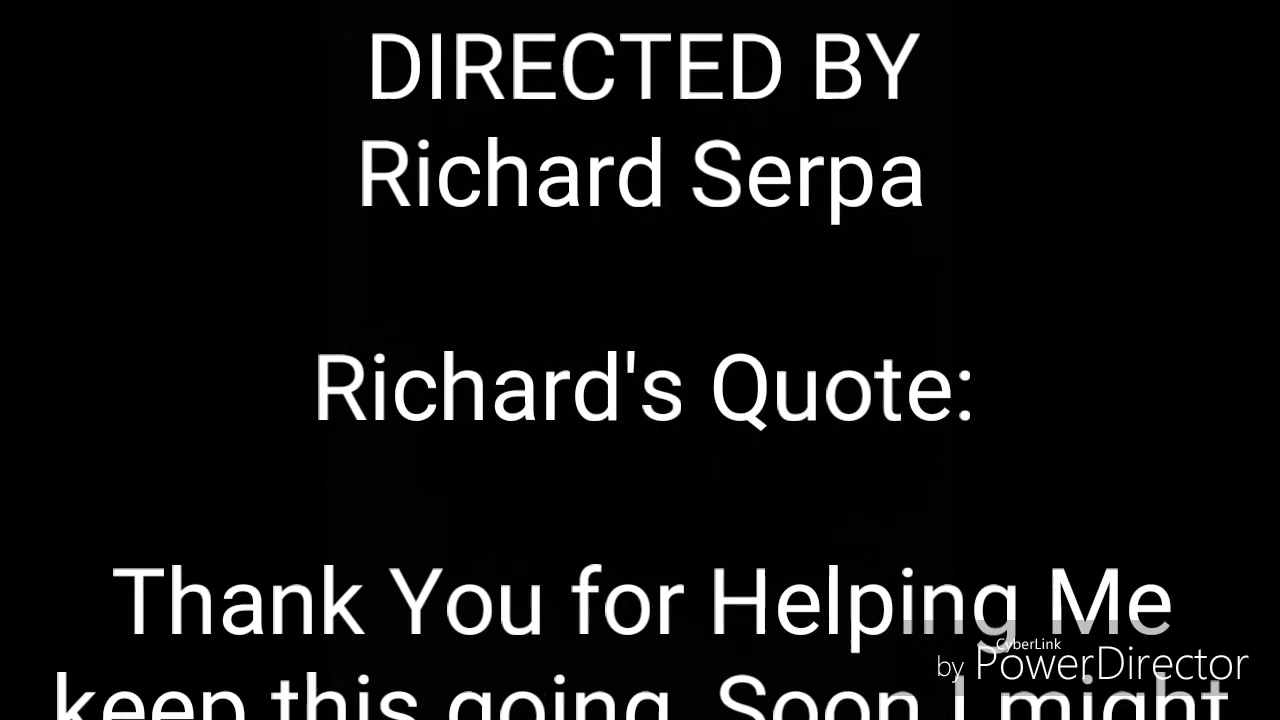 DIRECTED BY
Richard Serpa
Richard's Quote:
Thank You for Helping Me
keep this going. Soon I might
CyberLink
by PowerDirector